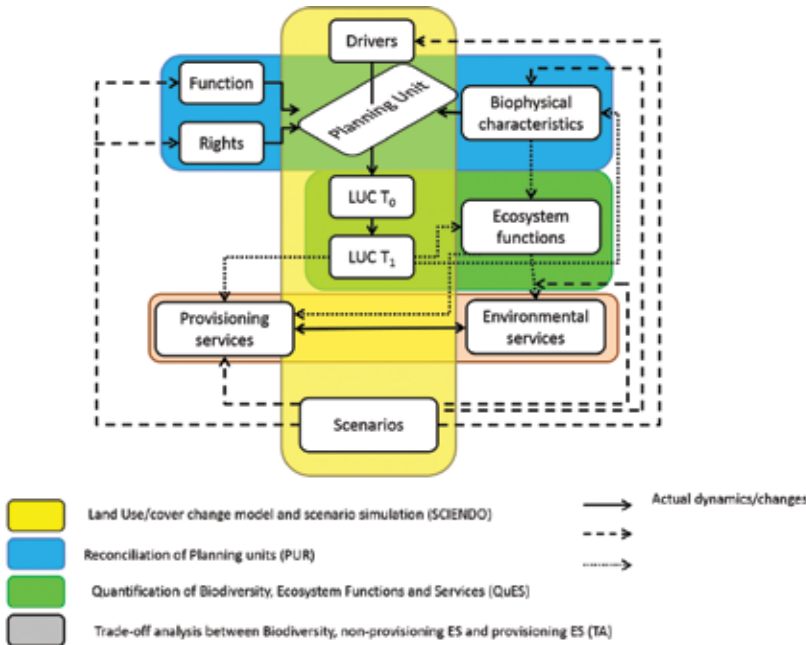 Drivers
Function
Planning Unit
Biophysical
characteristics
Rights
LUC T0
Ecosystem
functions
LUC T1
Provisioning
services
Environmental
services
Scenarios
Land Use/cover change model and scenario simulation (SCIENDO)
Actual dynamics/changes
Reconciliation of Planning units (PUR)
Quantification of Biodiversity, Ecosystem Functions and Services (QuES)
Trade-off analysis between Biodiversity, non-provisioning ES and provisioning ES (TA)